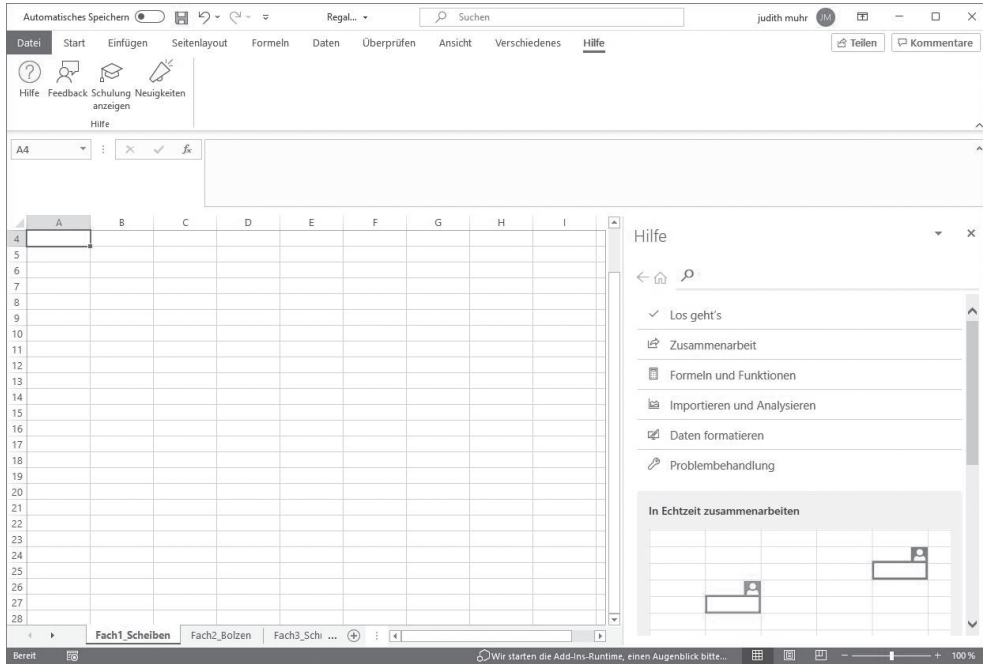 Automatisches Speichern Regal... Suchen judith muhr JM
Datei Start Einfügen Seitenlayout Formeln Daten Überprüfen Ansicht Verschiedenes Hilfe Teilen Kommentare
Hilfe Feedback Schulung anzeigen Neuigkeiten
Hilfe
A4 fx
A B C D E F G H I
4
5
6
7
8
9
10
11
12
13
14
15
16
17
18
19
20
21
22
23
24
25
26
27
28
Hilfe
Los geht's
Zusammenarbeit
Formeln und Funktionen
Importieren und Analysieren
Daten formatieren
Problembehandlung
In Echtzeit zusammenarbeiten
Fach1_Scheiben Fach2_Bolzen Fach3_Schi ...
Bereit Wir starten die Add-Ins-Runtime, einen Augenblick bitte... 100 %